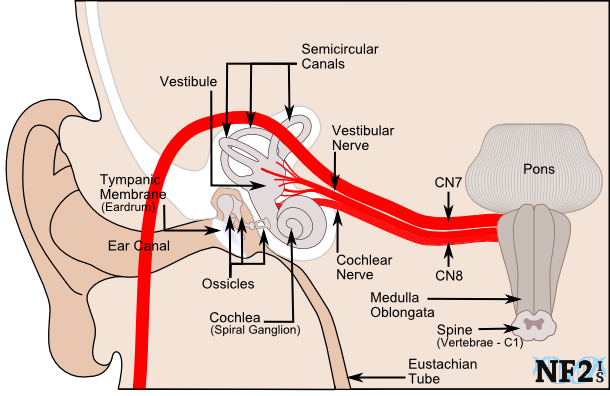 Semicircular
Canals
Vestibule
Vestibular
Nerve
Pons
Tympanic
Membrane
(Eardrum)
CN7
Ear Canal
Cochlear
Nerve
CN8
Ossicles
Medulla
Oblongata
Cochlea
(Spiral Ganglion)
Spine
(Vertebrae - C1)
Eustachian
Tube
NF2IS